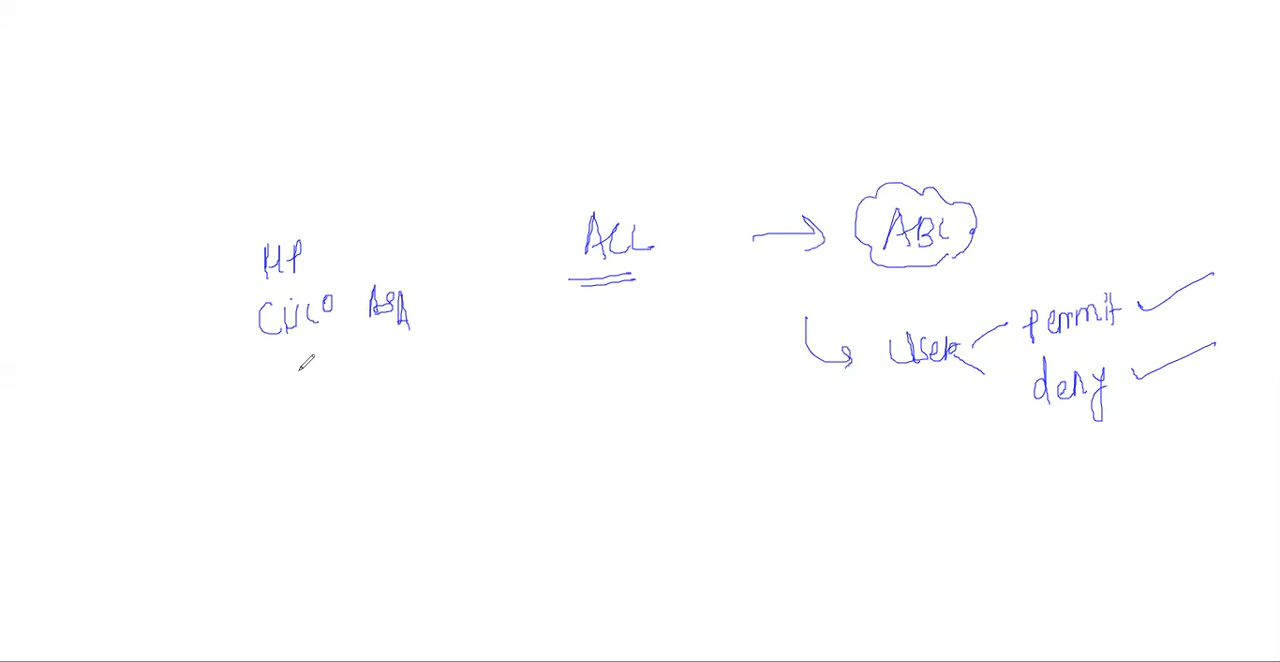 HP
Cisco ASA
ACL
ABC
User
permit
deny